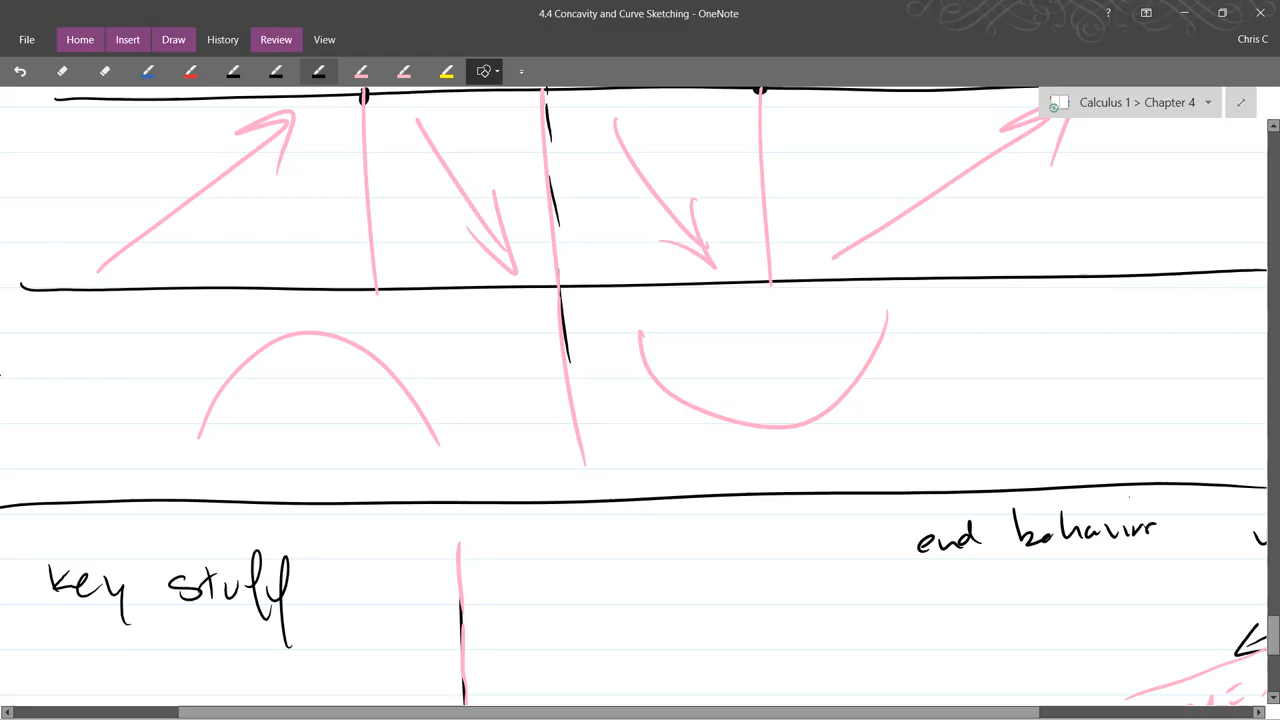 4.4 Concavity and Curve Sketching - OneNote
File Home Insert Draw History Review View
Chris C
Calculus 1 > Chapter 4
end behavior
key stuff